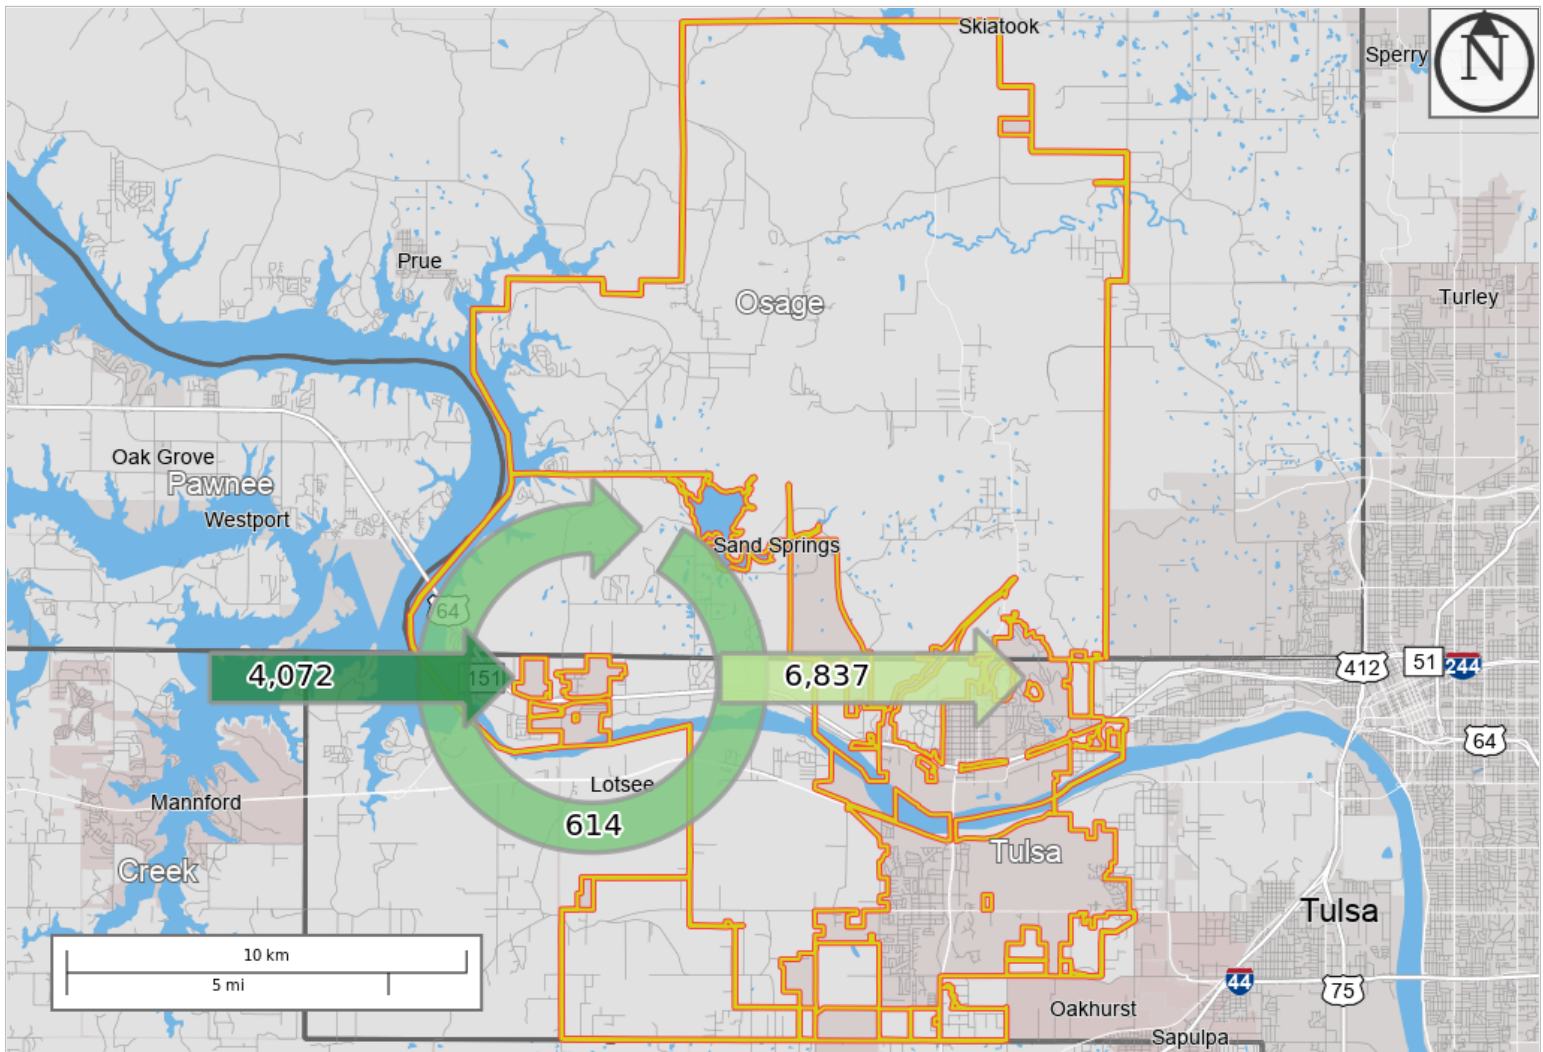 Skiatook
Sperry
N
Prue
Osage
Turley
Oak Grove
Pawnee
Westport
Sand Springs
64
151
4,072
6,837
412
51
244
64
Lotsee
Mannford
614
Tulsa
Creek
Tulsa
10 km
5 mi
44
75
Oakhurst
Sapulpa